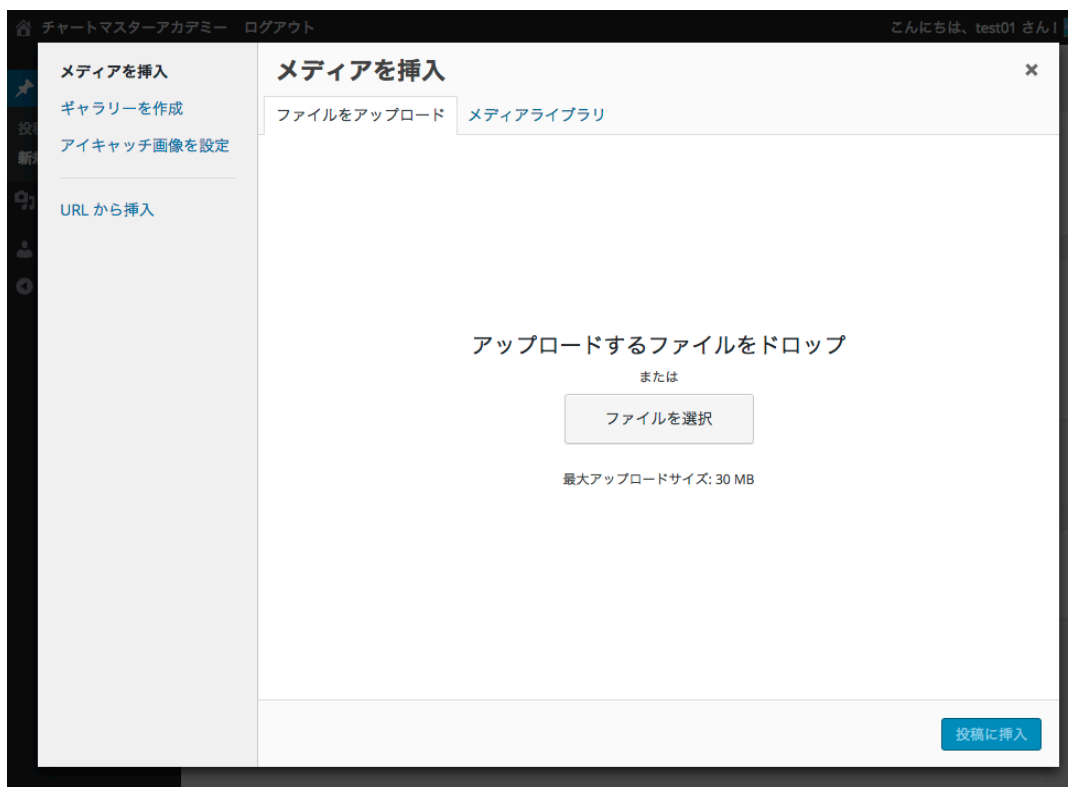 チャートマスターアカデミー ログアウト こんにちは、test01 さん!
メディアを挿入
ギャラリーを作成
アイキャッチ画像を設定
URL から挿入
メディアを挿入
×
ファイルをアップロード メディアライブラリ
アップロードするファイルをドロップ
または
ファイルを選択
最大アップロードサイズ: 30 MB
投稿に挿入